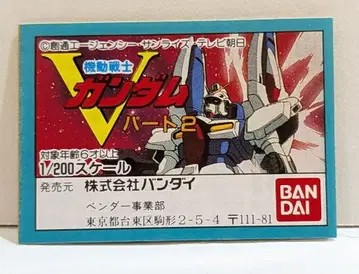 ©創通エージェンシー・サンライズ・テレビ朝日
機動戦士
V
ガンダム
パート2
対象年齢6才以上
1/200スケール
発売元 株式会社バンダイ
ベンダー事業部
東京都台東区駒形2-5-4 〒111-81
BAN
DAI